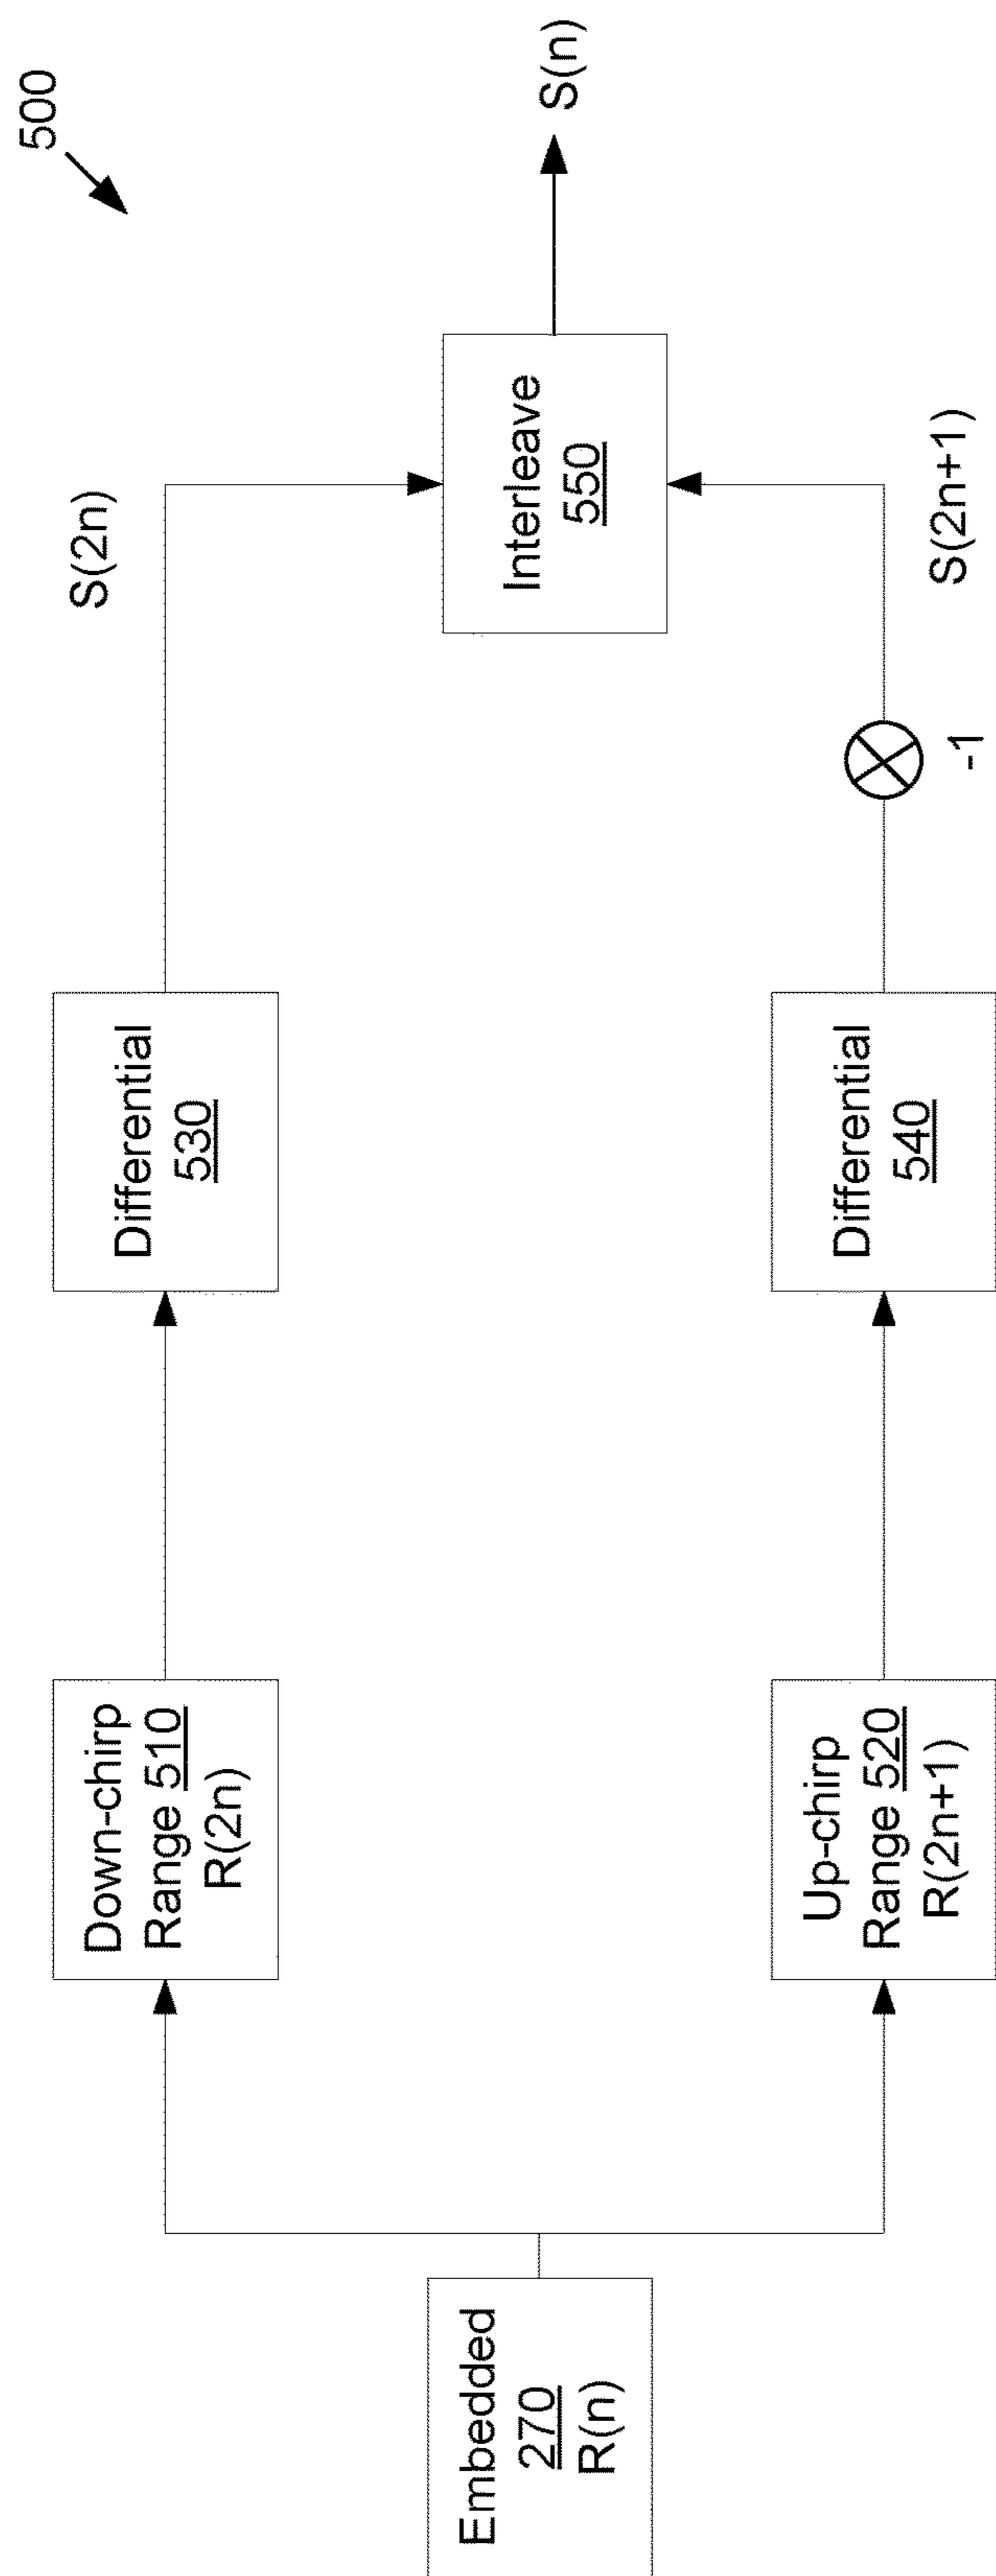 500
Embedded
270
R(n)
Down-chirp
Range 510
R(2n)
Differential
530
S(2n)
Up-chirp
Range 520
R(2n+1)
Differential
540
-1
S(2n+1)
Interleave
550
S(n)